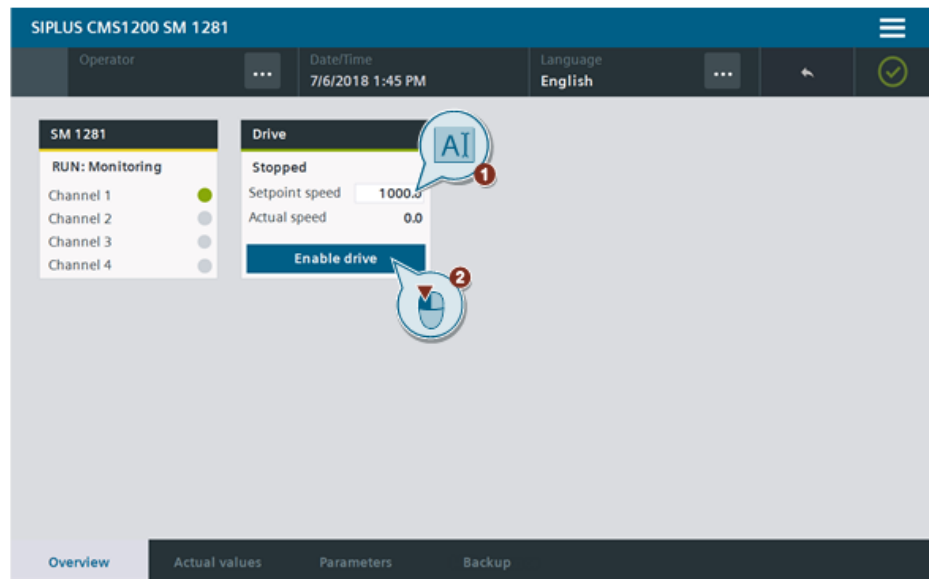 SIPLUS CMS1200 SM 1281
Operator
...
Date/Time
7/6/2018 1:45 PM
Language
English
...
SM 1281
RUN: Monitoring
Channel 1
Channel 2
Channel 3
Channel 4
Drive
Stopped
Setpoint speed 1000.0
Actual speed 0.0
Enable drive
AI
1
2
Overview Actual values Parameters Backup